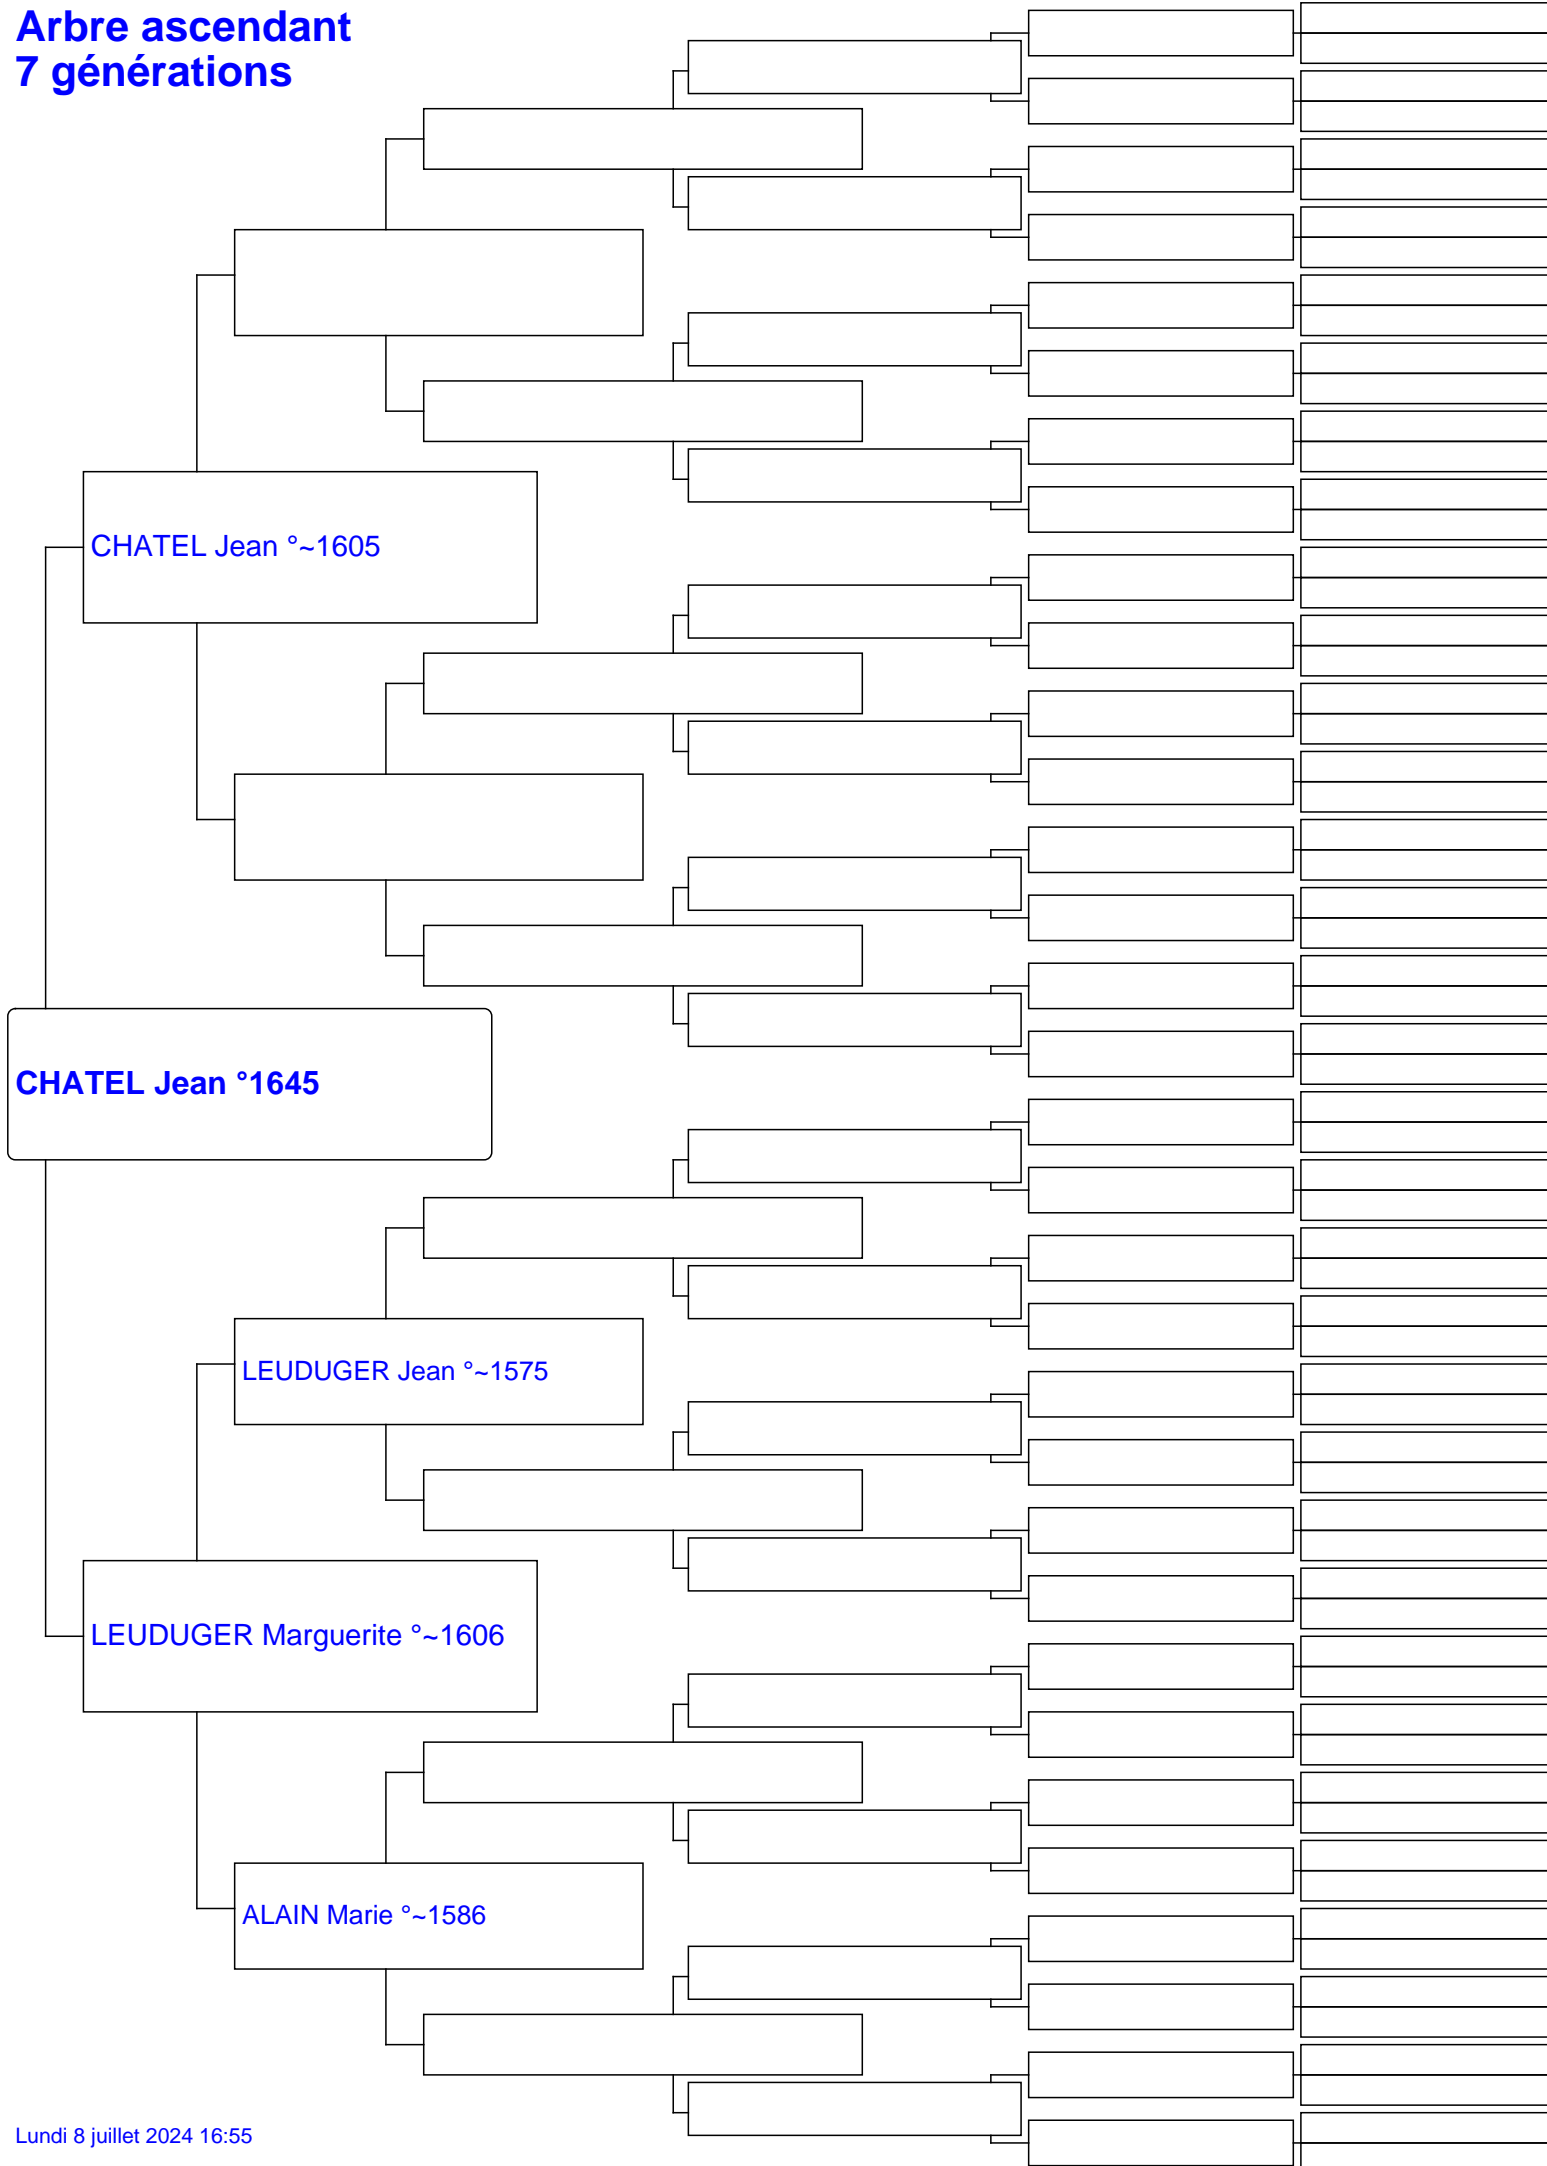 Arbre ascendant
7 générations
CHATEL Jean °~1605
CHATEL Jean °1645
LEUDUGER Jean °~1575
LEUDUGER Marguerite °~1606
ALAIN Marie °~1586
Lundi 8 juillet 2024 16:55